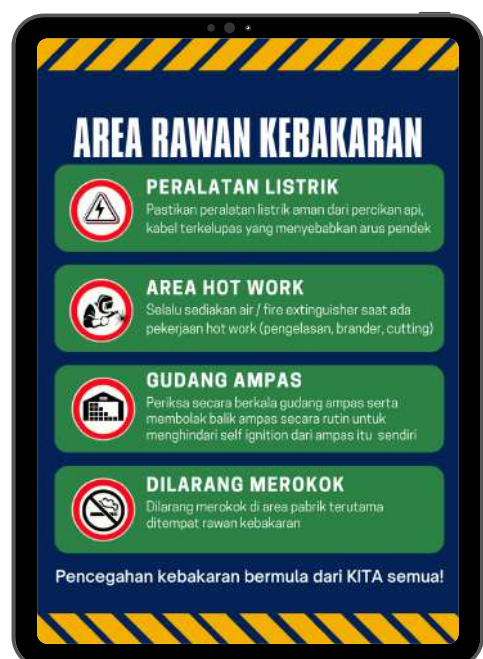 AREA RAWAN KEBAKARAN
PERALATAN LISTRIK
Pastikan peralatan listrik aman dari percikan api,
kabel terkelupas yang menyebabkan arus pendek
AREA HOT WORK
Selalu sediakan air / fire extinguisher saat ada
pekerjaan hot work (pengelasan, brander, cutting)
GUDANG AMPAS
Periksa secara berkala gudang ampas serta
membolak balik ampas secara rutin untuk
menghindari self ignition dari ampas itu sendiri
DILARANG MEROKOK
Dilarang merokok di area pabrik terutama
ditempat rawan kebakaran
Pencegahan kebakaran bermula dari KITA semua!